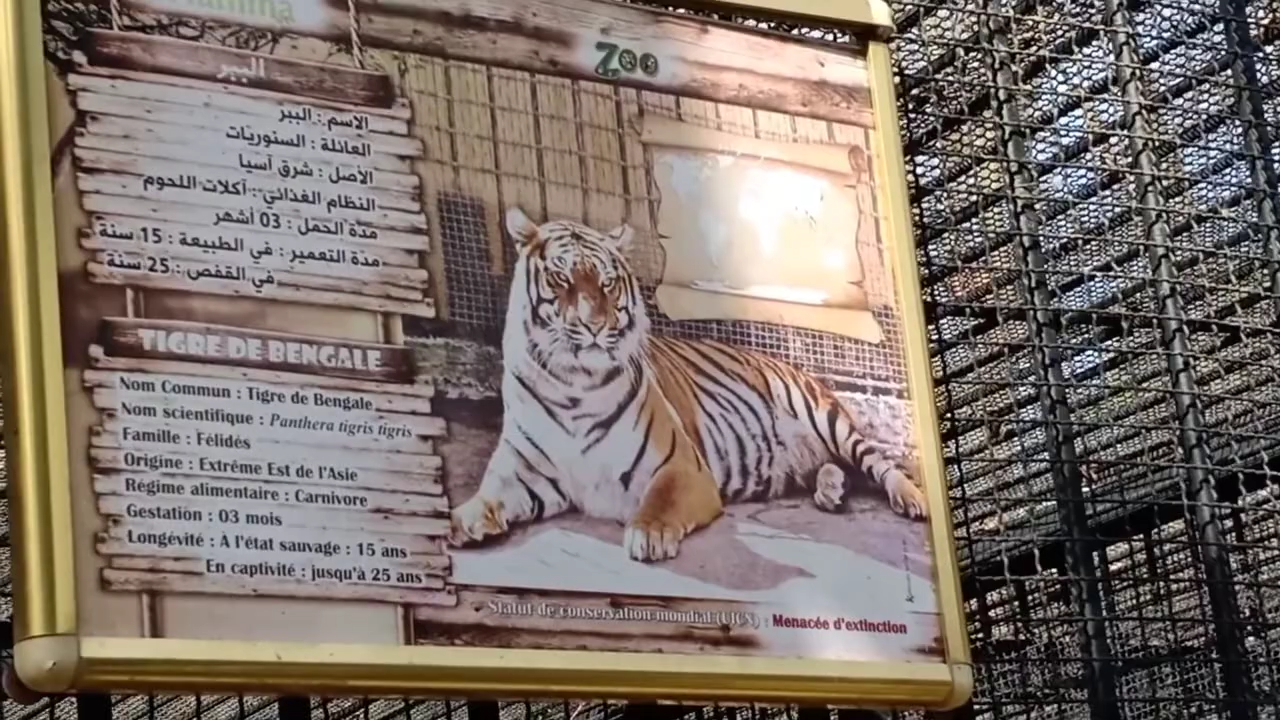 Zoo
الببر
الاسم : الببر
العائلة : السنوريات
الأصل : شرق آسيا
النظام الغذائي : آكلات اللحوم
مدة الحمل : 03 أشهر
مدة التعمير : في الطبيعة : 15 سنة
في القفص : 25 سنة
TIGRE DE BENGALE
Nom Commun : Tigre de Bengale
Nom scientifique : Panthera tigris tigris
Famille : Félidés
Origine : Extrême Est de l'Asie
Régime alimentaire : Carnivore
Gestation : 03 mois
Longévité : À l'état sauvage : 15 ans
En captivité : jusqu'à 25 ans
Statut de conservation mondial (UICN) : Menacée d'extinction